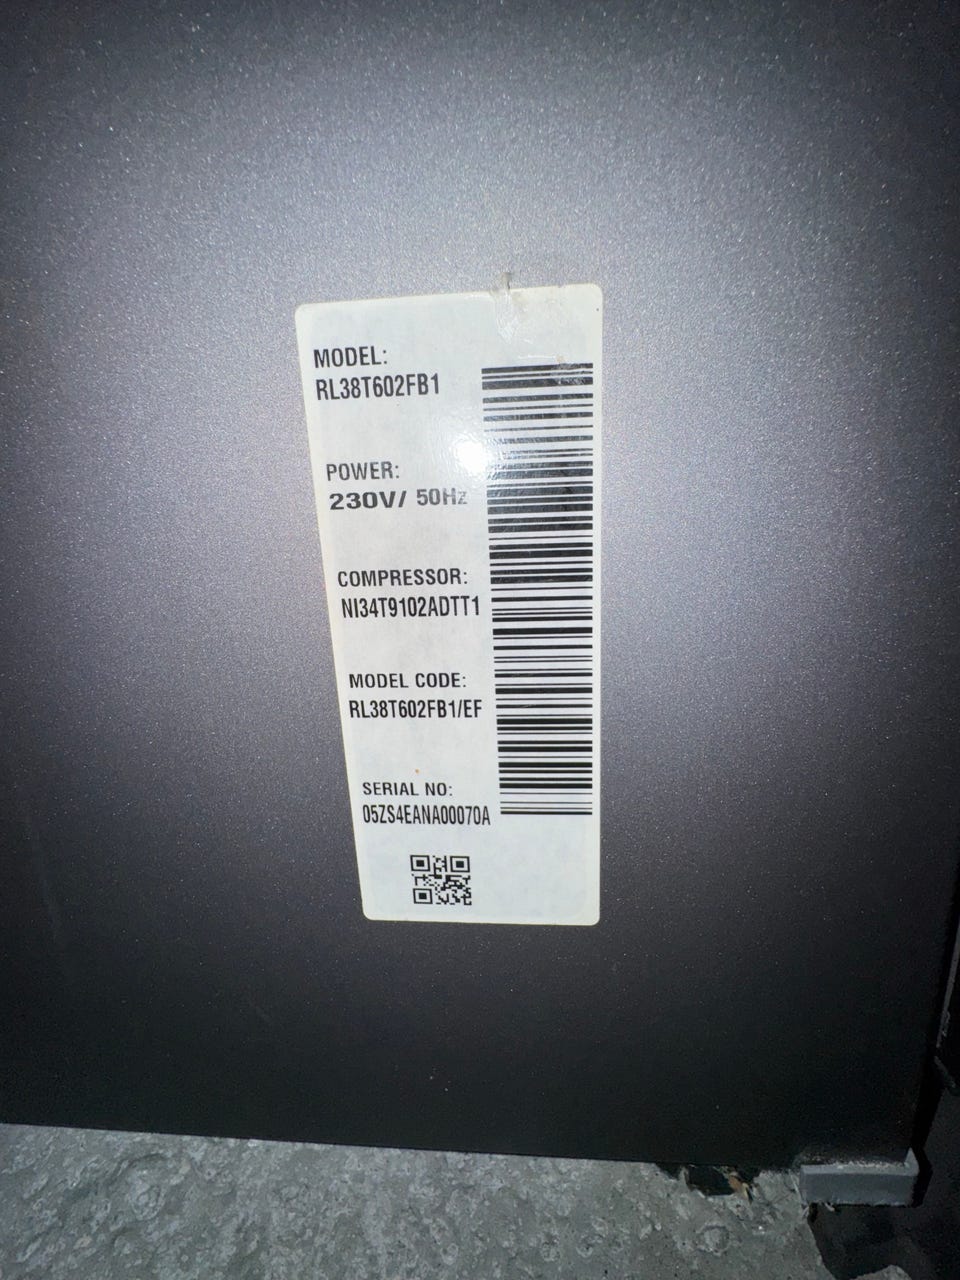 MODEL:
RL38T602FB1
POWER:
230V/ 50Hz
COMPRESSOR:
NI34T9102ADTT1
MODEL CODE:
RL38T602FB1/EF
SERIAL NO:
05ZS4EANA00070A